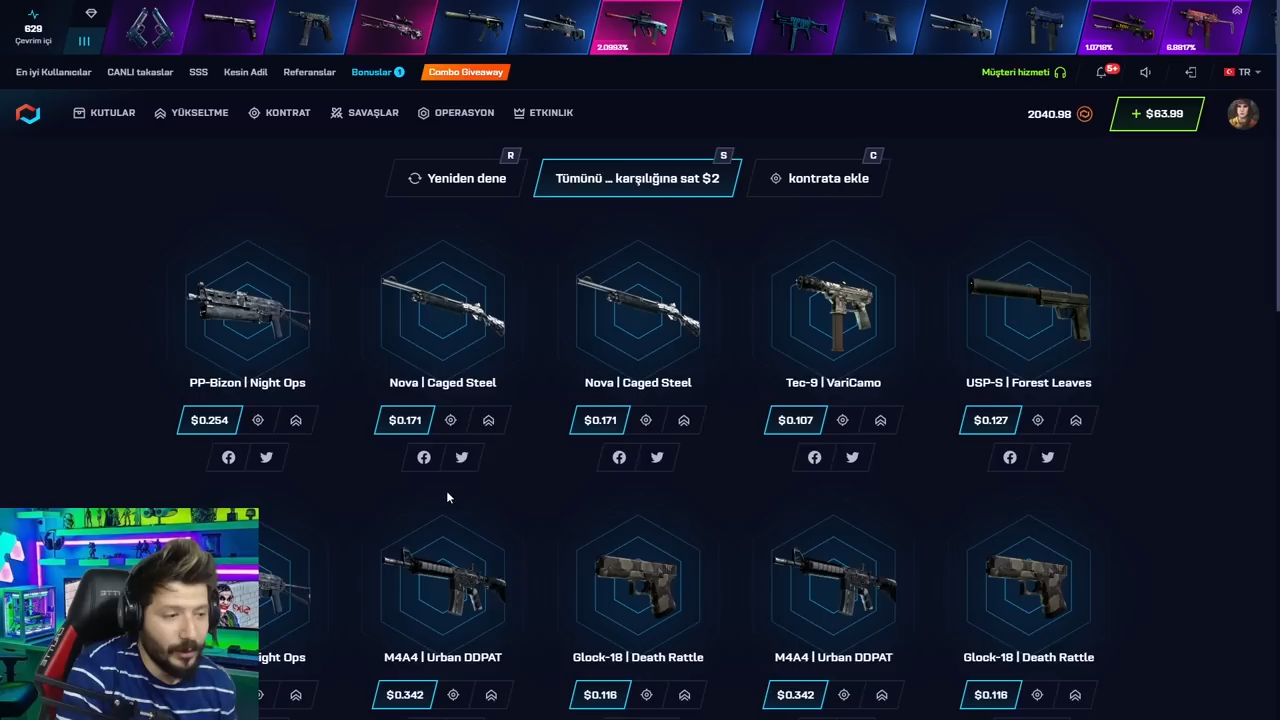 629
Çevrim içi
2.0993%
1.0718%
6.6817%
En iyi Kullanıcılar
CANLI takaslar
SSS
Kesin Adil
Referanslar
Bonuslar 1
Combo Giveaway
Müşteri hizmeti
5+
TR
KUTULAR
YÜKSELTME
KONTRAT
SAVAŞLAR
OPERASYON
ETKINLIK
2040.98
+ $63.99
R
Yeniden dene
S
Tümünü ... karşılığına sat $2
C
kontrata ekle
PP-Bizon | Night Ops
Nova | Caged Steel
Nova | Caged Steel
Tec-9 | VariCamo
USP-S | Forest Leaves
$0.254
$0.171
$0.171
$0.107
$0.127
ight Ops
M4A4 | Urban DDPAT
Glock-18 | Death Rattle
M4A4 | Urban DDPAT
Glock-18 | Death Rattle
$0.342
$0.116
$0.342
$0.116